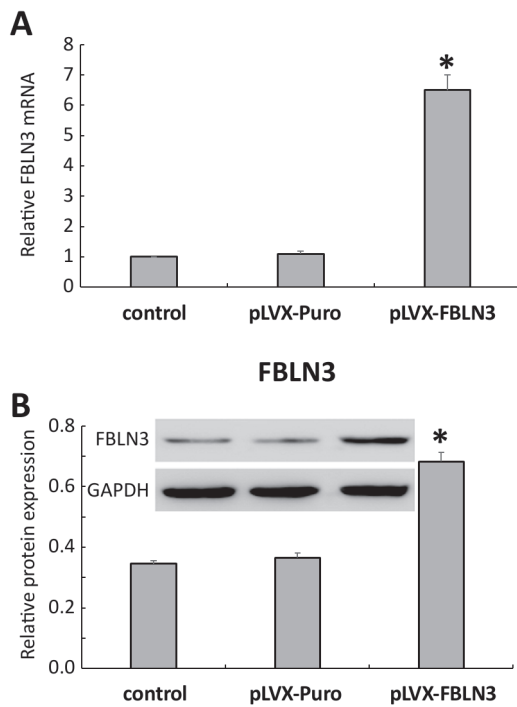 A
8
7
6
5
4
3
2
1
0
Relative FBLN3 mRNA
*
control pLVX-Puro pLVX-FBLN3
FBLN3
B
0.8
0.6
0.4
0.2
0.0
Relative protein expression
FBLN3
GAPDH
*
control pLVX-Puro pLVX-FBLN3